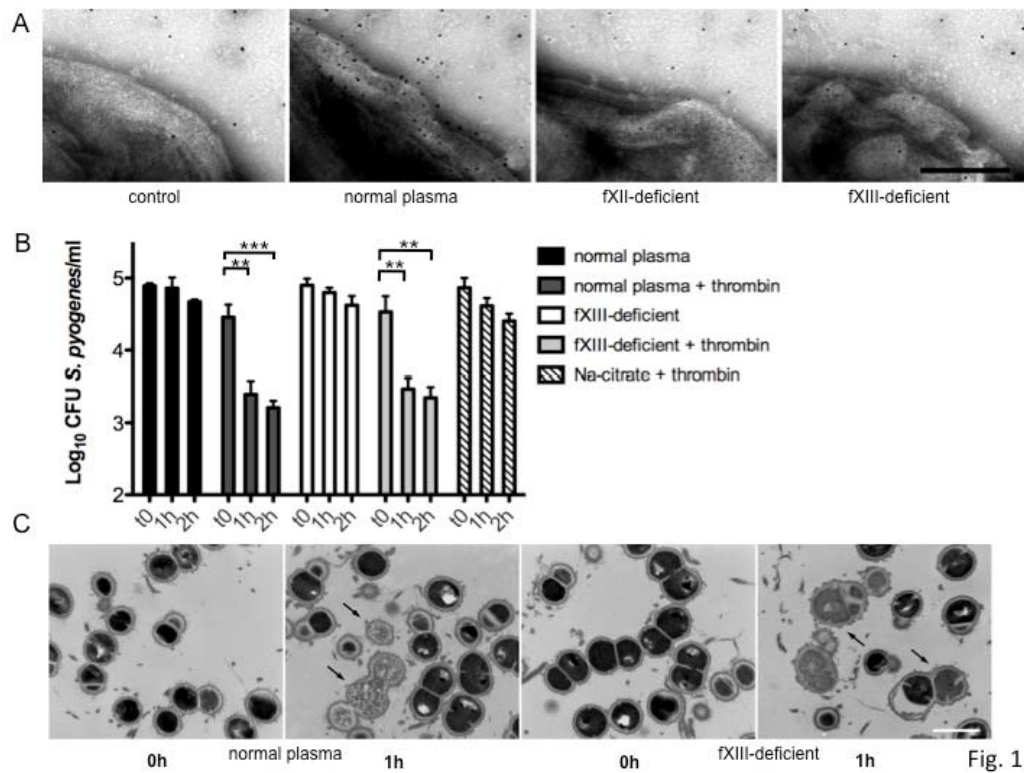 A
control normal plasma fXII-deficient fXIII-deficient
B
*** **
** **
Log10 CFU S. pyogenes/ml
5
4
3
2
t0 1h 2h t0 1h 2h t0 1h 2h t0 1h 2h t0 1h 2h
normal plasma
normal plasma + thrombin
fXIII-deficient
fXIII-deficient + thrombin
Na-citrate + thrombin
C
0h normal plasma 1h 0h fXIII-deficient 1h Fig. 1